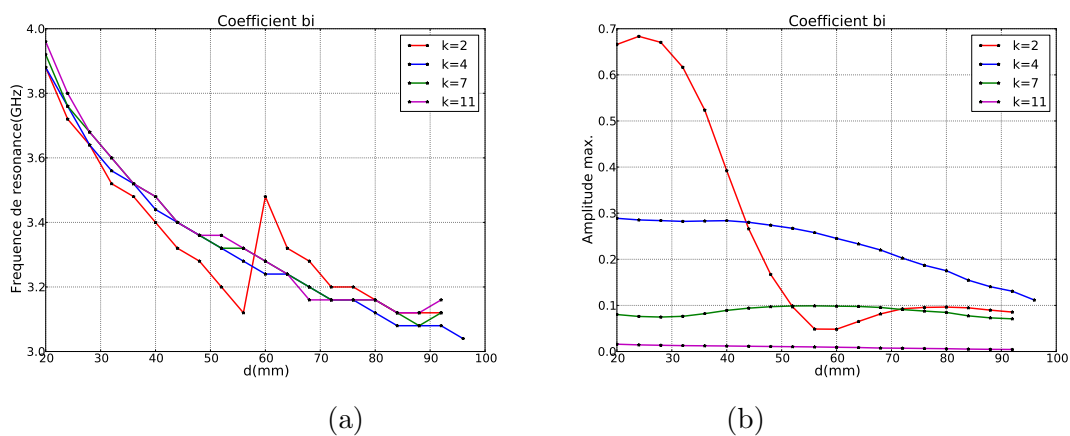 Coefficient bi
4.0
3.8
3.6
3.4
3.2
3.0
Frequence de resonance(GHz)
k=2
k=4
k=7
k=11
20 30 40 50 60 70 80 90 100
d(mm)
(a)
Coefficient bi
0.7
0.6
0.5
0.4
0.3
0.2
0.1
0.0
Amplitude max.
k=2
k=4
k=7
k=11
20 30 40 50 60 70 80 90 100
d(mm)
(b)